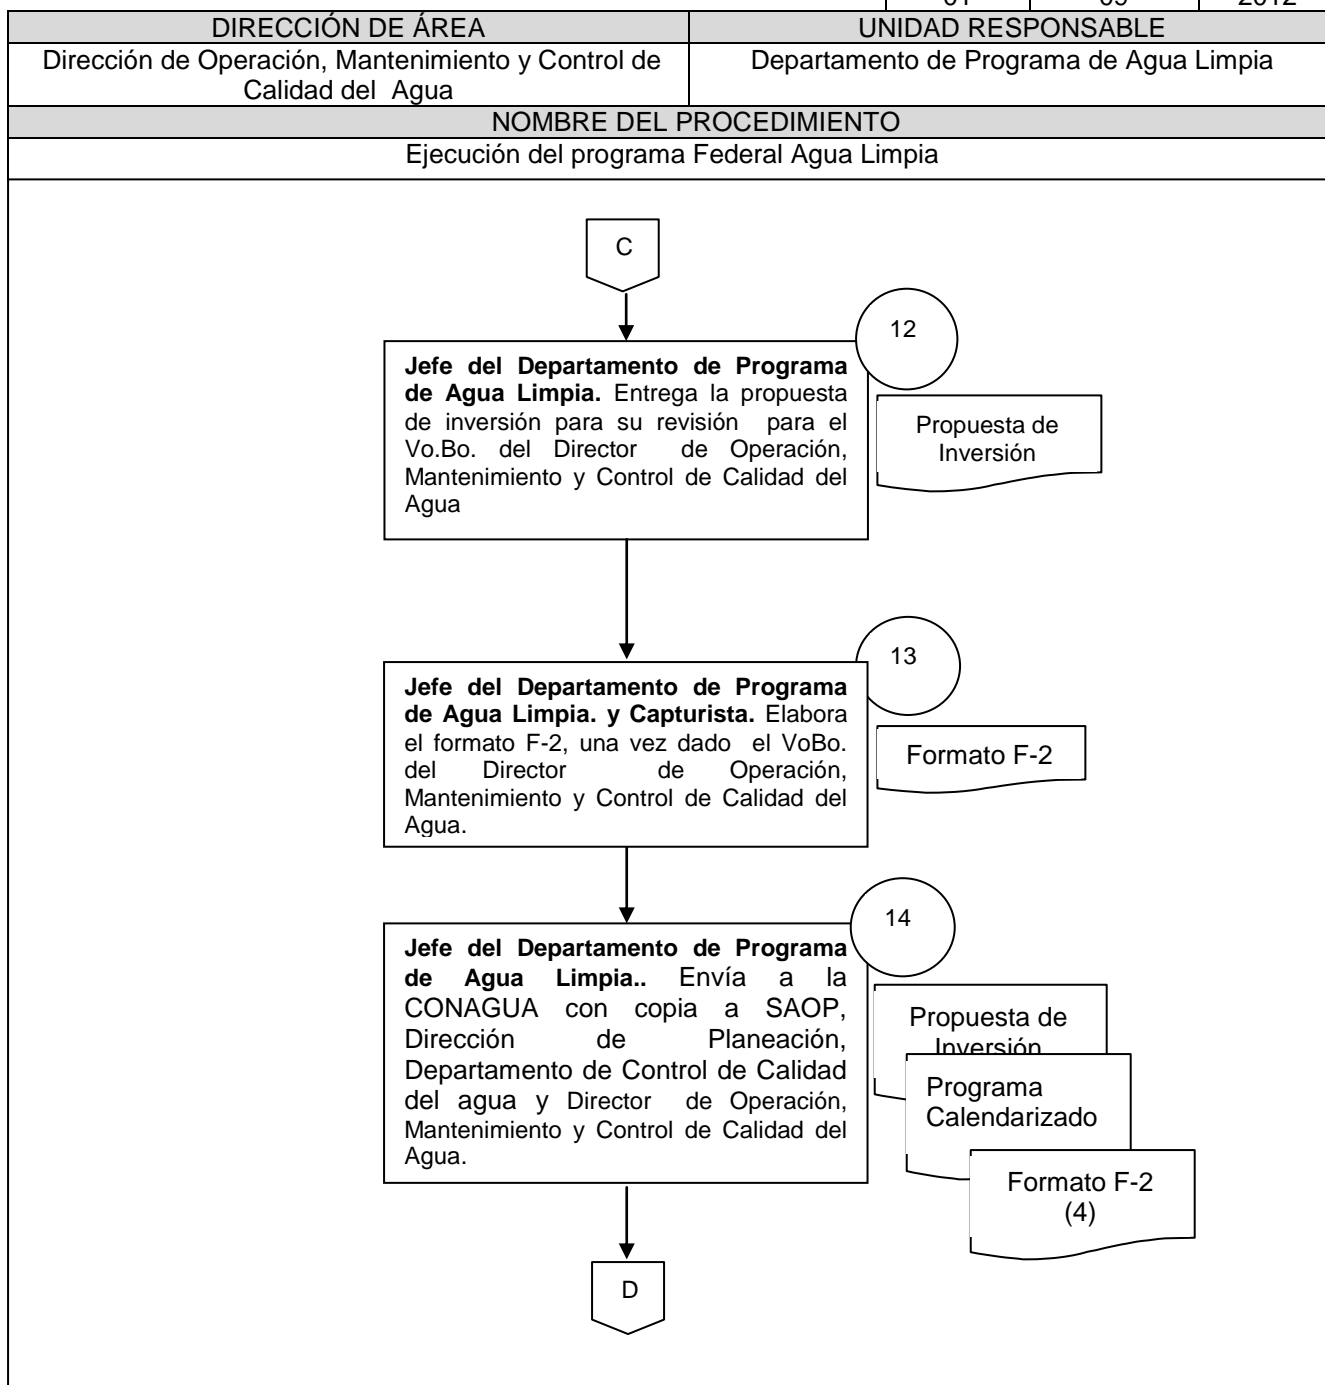 DIRECCIÓN DE ÁREA
UNIDAD RESPONSABLE
Dirección de Operación, Mantenimiento y Control de
Calidad del Agua
Departamento de Programa de Agua Limpia
NOMBRE DEL PROCEDIMIENTO
Ejecución del programa Federal Agua Limpia
C
12
Jefe del Departamento de Programa
de Agua Limpia. Entrega la propuesta
de inversión para su revisión para el
Vo.Bo. del Director de Operación,
Mantenimiento y Control de Calidad del
Agua
Propuesta de
Inversión
13
Jefe del Departamento de Programa
de Agua Limpia. y Capturista. Elabora
el formato F-2, una vez dado el VoBo.
del Director de Operación,
Mantenimiento y Control de Calidad del
Agua.
Formato F-2
14
Jefe del Departamento de Programa
de Agua Limpia.. Envía a la
CONAGUA con copia a SAOP,
Dirección de Planeación,
Departamento de Control de Calidad
del agua y Director de Operación,
Mantenimiento y Control de Calidad del
Agua.
Propuesta de
Inversión
Programa
Calendarizado
Formato F-2
(4)
D